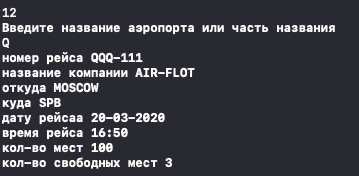 12
Введите название аэропорта или часть названия
Q
номер рейса QQQ-111
название компании AIR-FLOT
откуда MOSCOW
куда SPB
дату рейсаа 20-03-2020
время рейса 16:50
кол-во мест 100
кол-во свободных мест 3